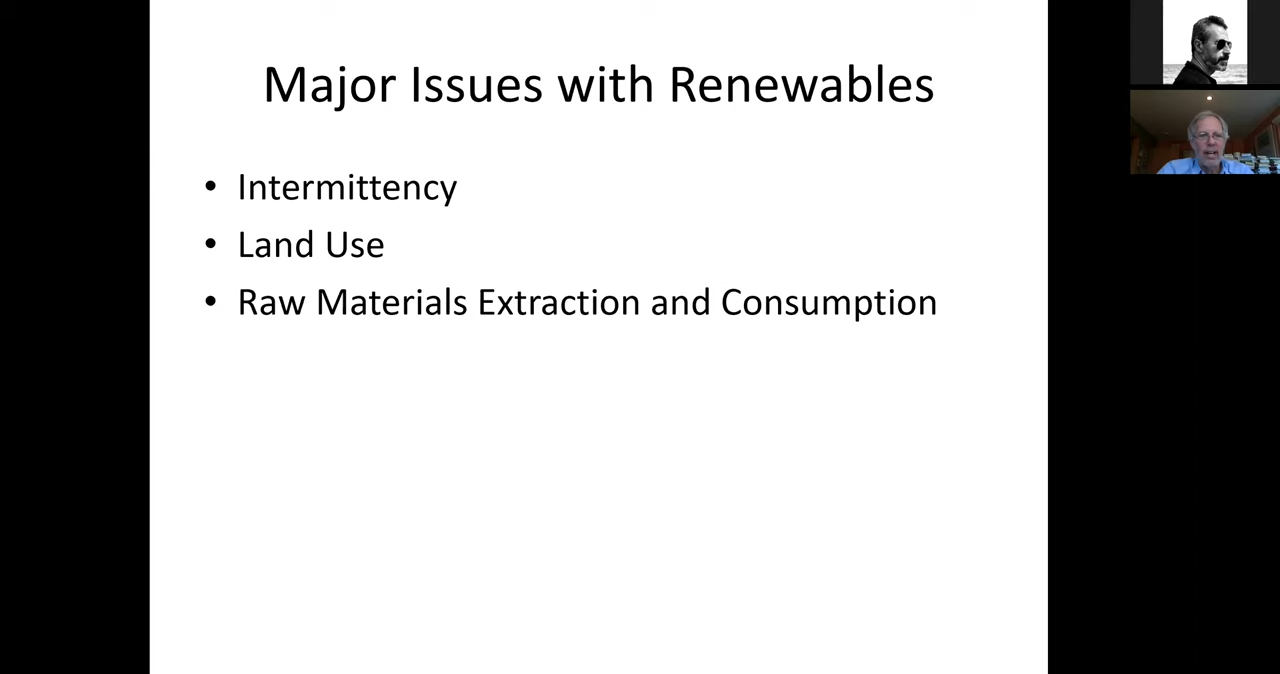 Major Issues with Renewables
• Intermittency
• Land Use
• Raw Materials Extraction and Consumption